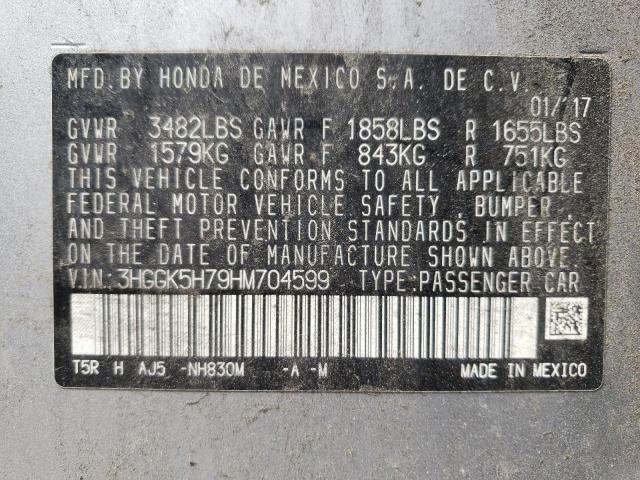 MFD. BY HONDA DE MEXICO S.A. DE C.V.
01/'17
GVWR 3482LBS GAWR F 1858LBS R 1655LBS
GVWR 1579KG GAWR F 843KG R 751KG
THIS VEHICLE CONFORMS TO ALL APPLICABLE
FEDERAL MOTOR VEHICLE SAFETY , BUMPER ,
AND THEFT PREVENTION STANDARDS IN EFFECT
ON THE DATE OF MANUFACTURE SHOWN ABOVE.
VIN: 3HGGK5H79HM704599 TYPE:PASSENGER CAR
T5R H AJ5 -NH830M -A -M MADE IN MEXICO